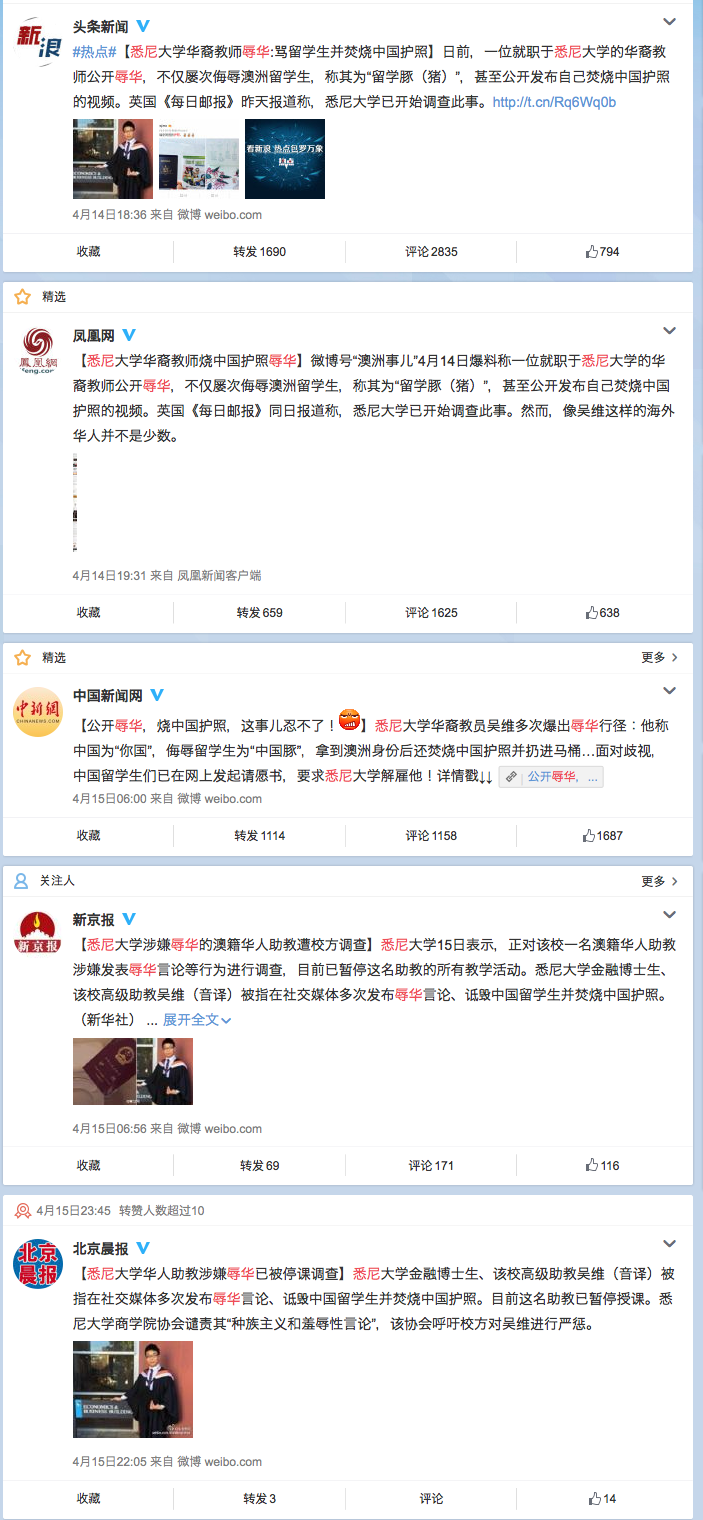 新
浪
头条新闻
#热点#【悉尼大学华裔教师辱华:骂留学生并焚烧中国护照】日前，一位就职于悉尼大学的华裔教
师公开辱华，不仅屡次侮辱澳洲留学生，称其为“留学豚（猪）”，甚至公开发布自己焚烧中国护照
的视频。英国《每日邮报》昨天报道称，悉尼大学已开始调查此事。http://t.cn/Rq6Wq0b
看新浪 热点包罗万象
4月14日18:36 来自 微博 weibo.com
收藏 转发 1690 评论 2835 794
精选
鳳凰網
凤凰网
【悉尼大学华裔教师烧中国护照辱华】微博号“澳洲事儿”4月14日爆料称一位就职于悉尼大学的华
裔教师公开辱华，不仅屡次侮辱澳洲留学生，称其为“留学豚（猪）”，甚至公开发布自己焚烧中国
护照的视频。英国《每日邮报》同日报道称，悉尼大学已开始调查此事。然而，像吴维这样的海外
华人并不是少数。
4月14日19:31 来自 凤凰新闻客户端
收藏 转发 659 评论 1625 638
精选 更多
中新網
CHINANEWS.COM
中国新闻网
【公开辱华，烧中国护照，这事儿忍不了！】悉尼大学华裔教员吴维多次爆出辱华行径：他称
中国为“你国”，侮辱留学生为“中国豚”，拿到澳洲身份后还焚烧中国护照并扔进马桶…面对歧视，
中国留学生们已在网上发起请愿书，要求悉尼大学解雇他！详情戳↓↓ 公开辱华，...
4月15日06:00 来自 微博 weibo.com
收藏 转发 1114 评论 1158 1687
关注人 更多
新京报
新京报
【悉尼大学涉嫌辱华的澳籍华人助教遭校方调查】悉尼大学15日表示，正对该校一名澳籍华人助教
涉嫌发表辱华言论等行为进行调查，目前已暂停这名助教的所有教学活动。悉尼大学金融博士生、
该校高级助教吴维（音译）被指在社交媒体多次发布辱华言论、诋毁中国留学生并焚烧中国护照。
（新华社） ... 展开全文
4月15日06:56 来自 微博 weibo.com
收藏 转发 69 评论 171 116
4月15日23:45 转赞人数超过10
北京
晨报
北京晨报
【悉尼大学华人助教涉嫌辱华已被停课调查】悉尼大学金融博士生、该校高级助教吴维（音译）被
指在社交媒体多次发布辱华言论、诋毁中国留学生并焚烧中国护照。目前这名助教已暂停授课。悉
尼大学商学院协会谴责其“种族主义和羞辱性言论”，该协会呼吁校方对吴维进行严惩。
ECONOMICS &
BUSINESS BUILDING
4月15日22:05 来自 微博 weibo.com
收藏 转发 3 评论 14